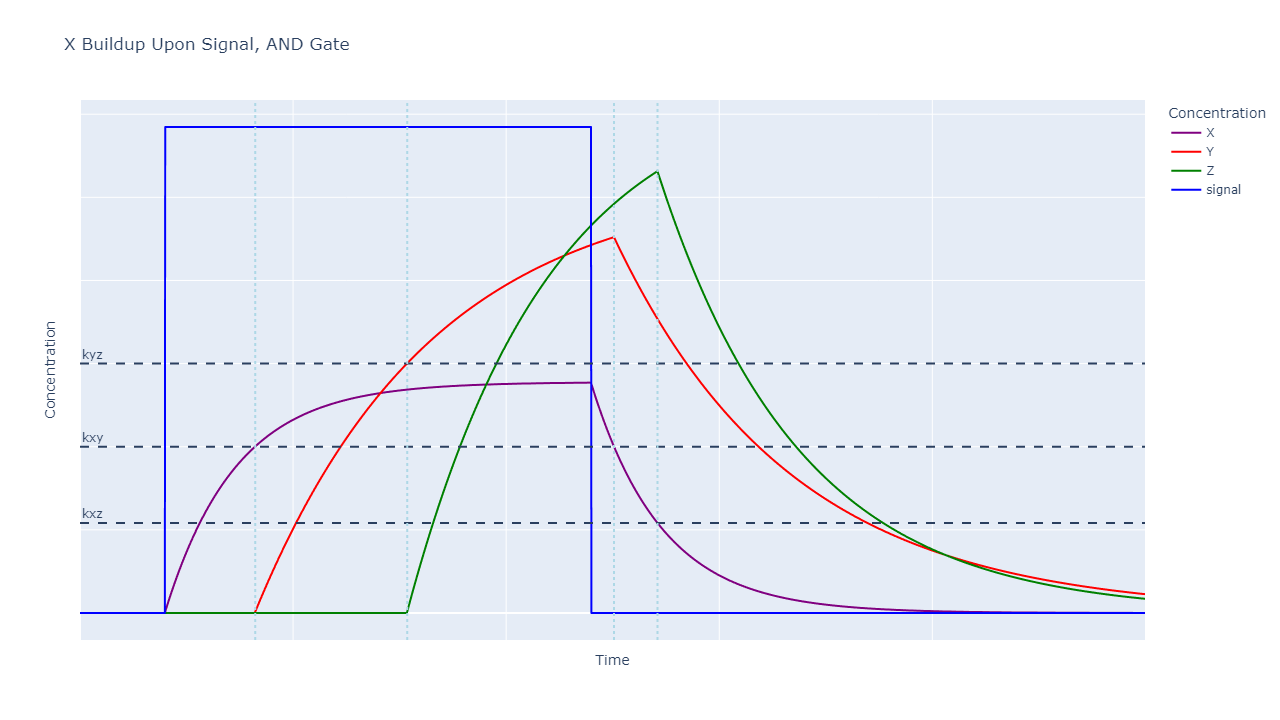 X Buildup Upon Signal, AND Gate
Concentration
X
Y
Z
signal
kyz
kxy
kxz
Concentration
Time